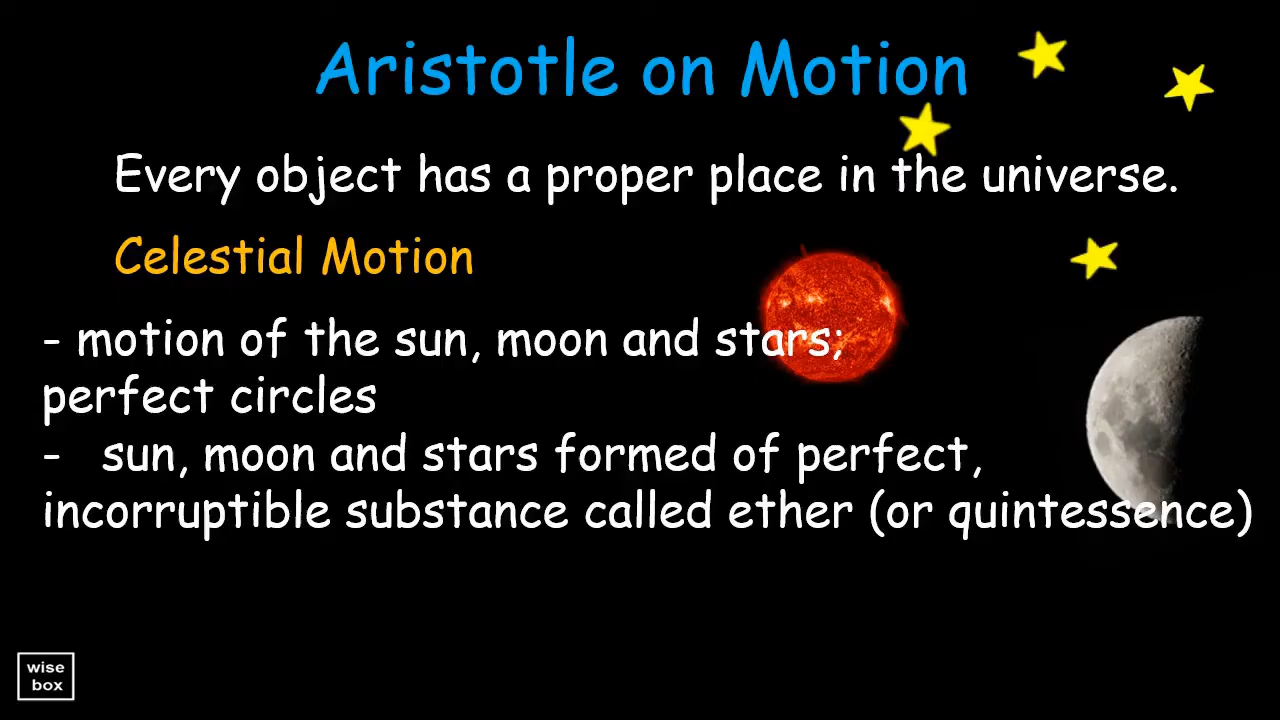 Aristotle on Motion
Every object has a proper place in the universe.
Celestial Motion
- motion of the sun, moon and stars;
perfect circles
- sun, moon and stars formed of perfect,
incorruptible substance called ether (or quintessence)
wise
box